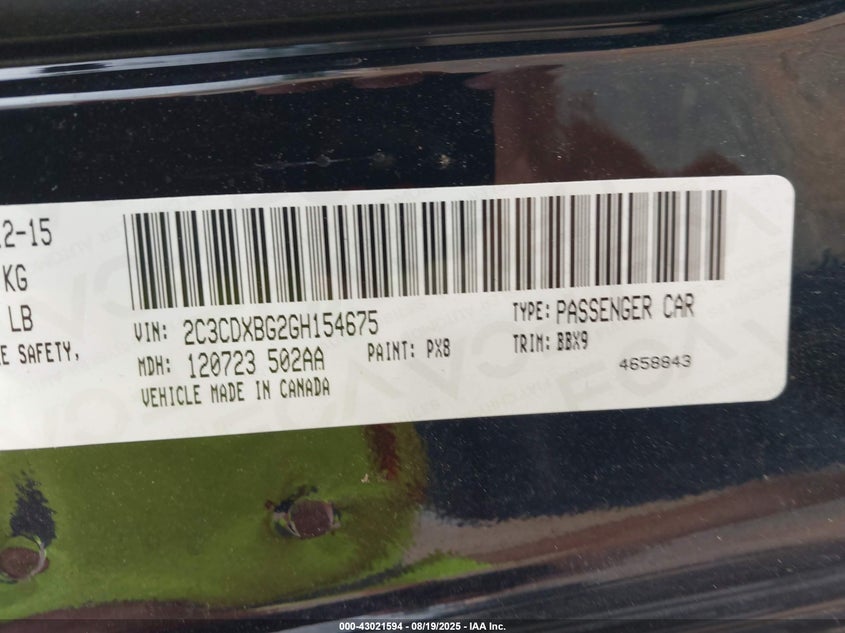 12-15
KG
LB
E SAFETY,
VIN: 2C3CDXBG2GH154675
TYPE: PASSENGER CAR
MDH: 120723 502AA
PAINT: PX8
TRIM: BBX9
VEHICLE MADE IN CANADA
4658843
000-43021594 - 08/19/2025 - IAA Inc.